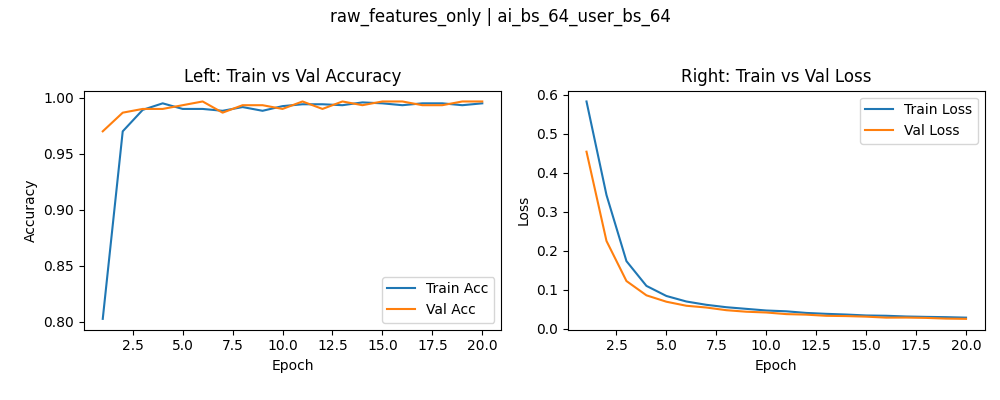 raw_features_only | ai_bs_64_user_bs_64
Left: Train vs Val Accuracy
1.00
0.95
0.90
0.85
0.80
Accuracy
Train Acc
Val Acc
2.5 5.0 7.5 10.0 12.5 15.0 17.5 20.0
Epoch
Right: Train vs Val Loss
0.6
0.5
0.4
0.3
0.2
0.1
0.0
Loss
Train Loss
Val Loss
2.5 5.0 7.5 10.0 12.5 15.0 17.5 20.0
Epoch